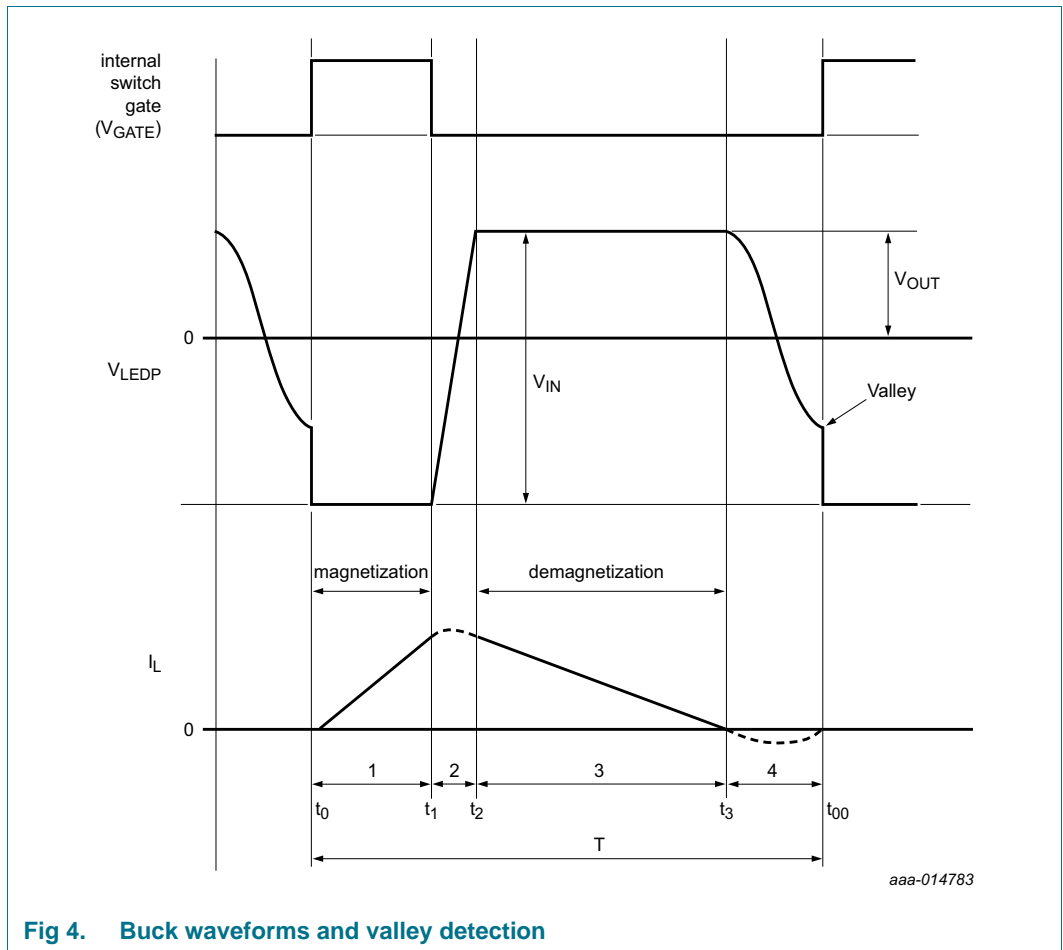 internal
switch
gate
(VGATE)
0
VOUT
VLEDP
VIN
Valley
magnetization
demagnetization
IL
0
1
2
3
4
t0
t1
t2
t3
t00
T
aaa-014783
Fig 4. Buck waveforms and valley detection